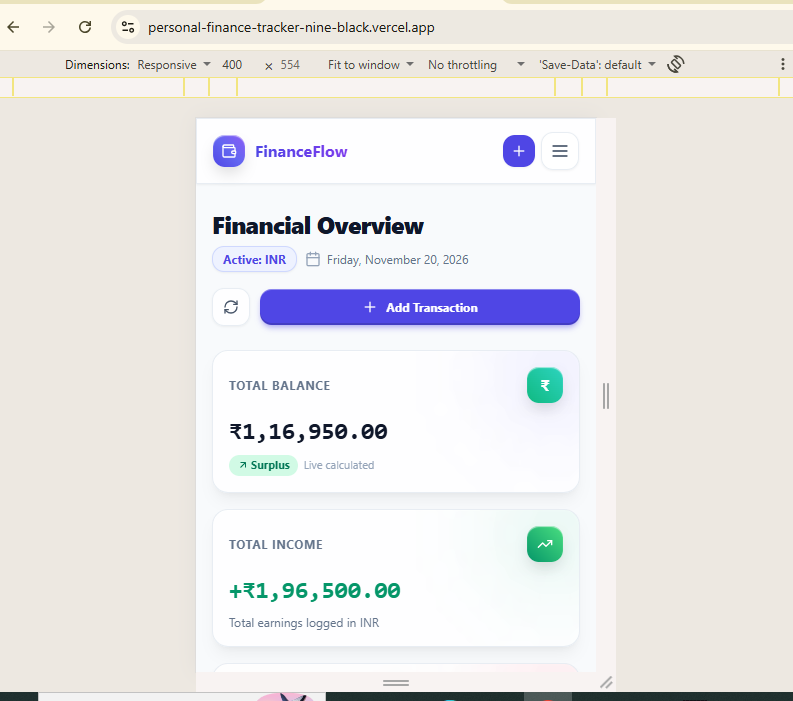 personal-finance-tracker-nine-black.vercel.app
Dimensions: Responsive 400 × 554 Fit to window No throttling 'Save-Data': default
FinanceFlow
Financial Overview
Active: INR Friday, November 20, 2026
+ Add Transaction
TOTAL BALANCE
₹
₹1,16,950.00
Surplus Live calculated
TOTAL INCOME
+₹1,96,500.00
Total earnings logged in INR